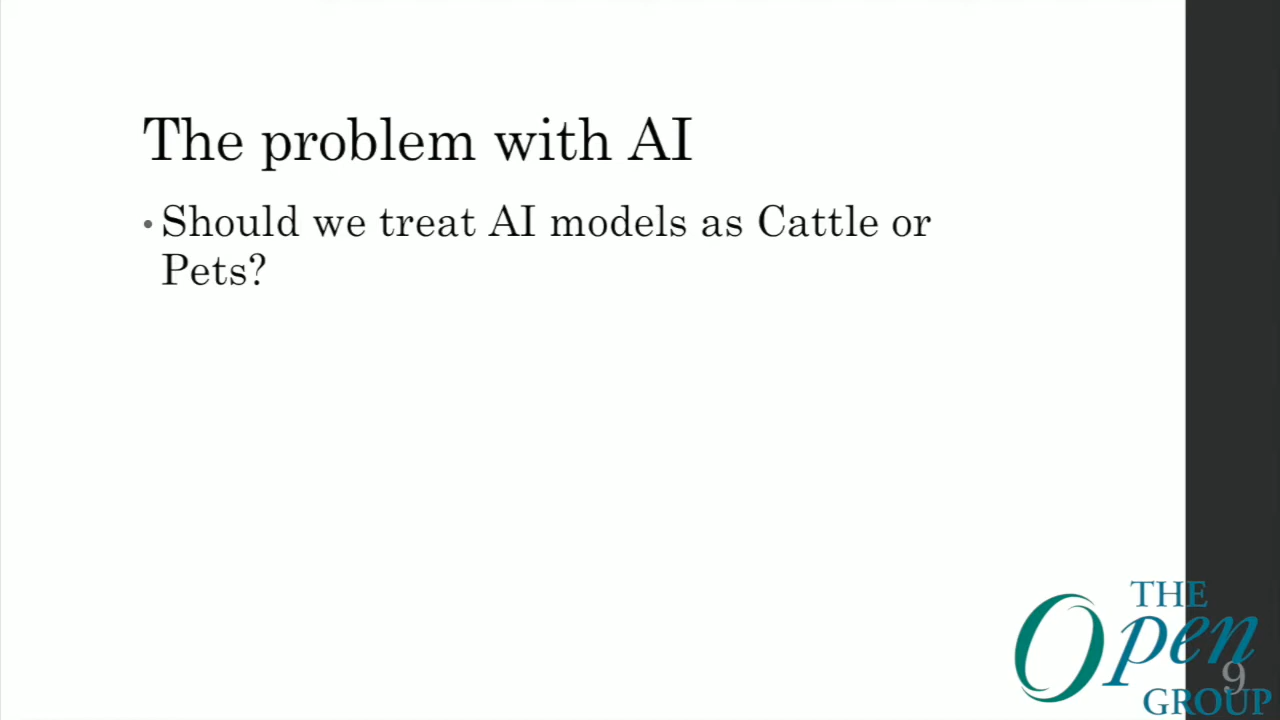 The problem with AI
• Should we treat AI models as Cattle or
Pets?
THE
Open
GROUP
9